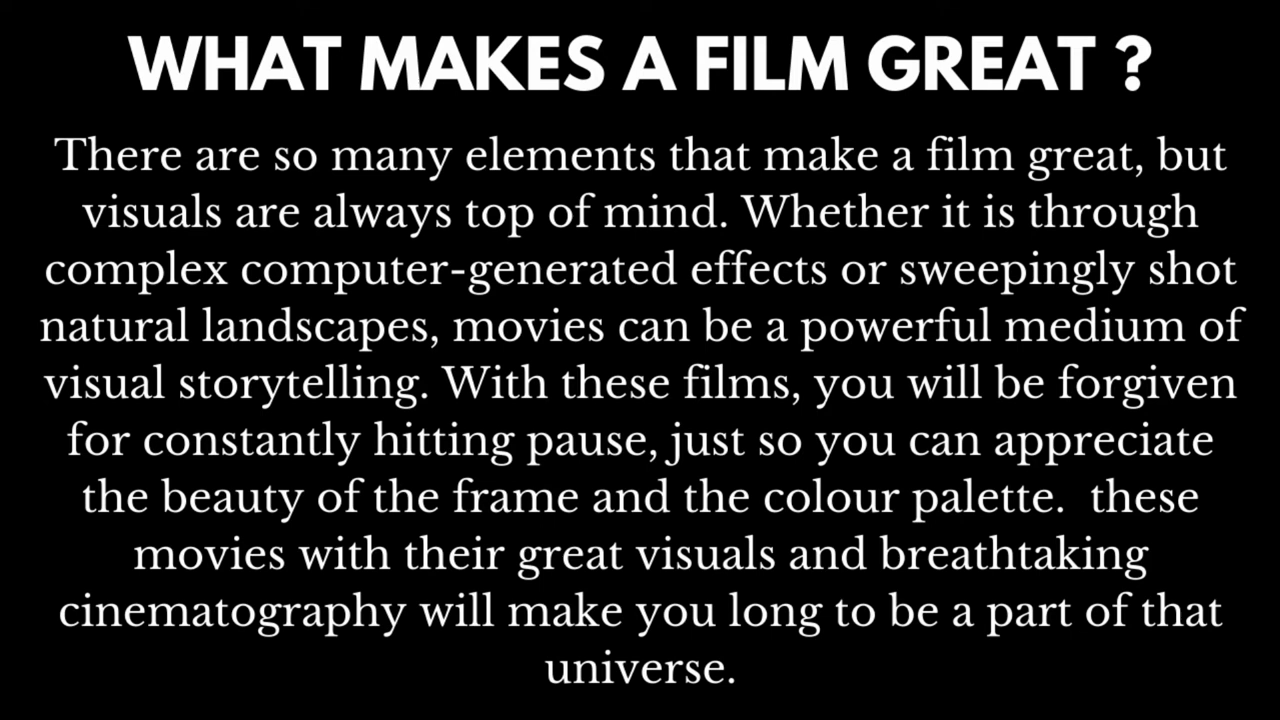 WHAT MAKES A FILM GREAT ?
There are so many elements that make a film great, but
visuals are always top of mind. Whether it is through
complex computer-generated effects or sweepingly shot
natural landscapes, movies can be a powerful medium of
visual storytelling. With these films, you will be forgiven
for constantly hitting pause, just so you can appreciate
the beauty of the frame and the colour palette.  these
movies with their great visuals and breathtaking
cinematography will make you long to be a part of that
universe.